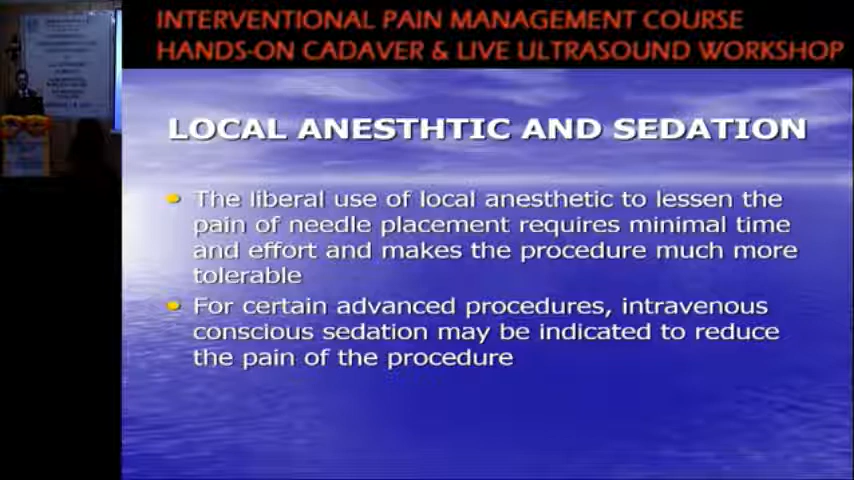 INTERVENTIONAL PAIN MANAGEMENT COURSE
HANDS-ON CADAVER & LIVE ULTRASOUND WORKSHOP
LOCAL ANESTHTIC AND SEDATION
The liberal use of local anesthetic to lessen the
pain of needle placement requires minimal time
and effort and makes the procedure much more
tolerable
For certain advanced procedures, intravenous
conscious sedation may be indicated to reduce
the pain of the procedure